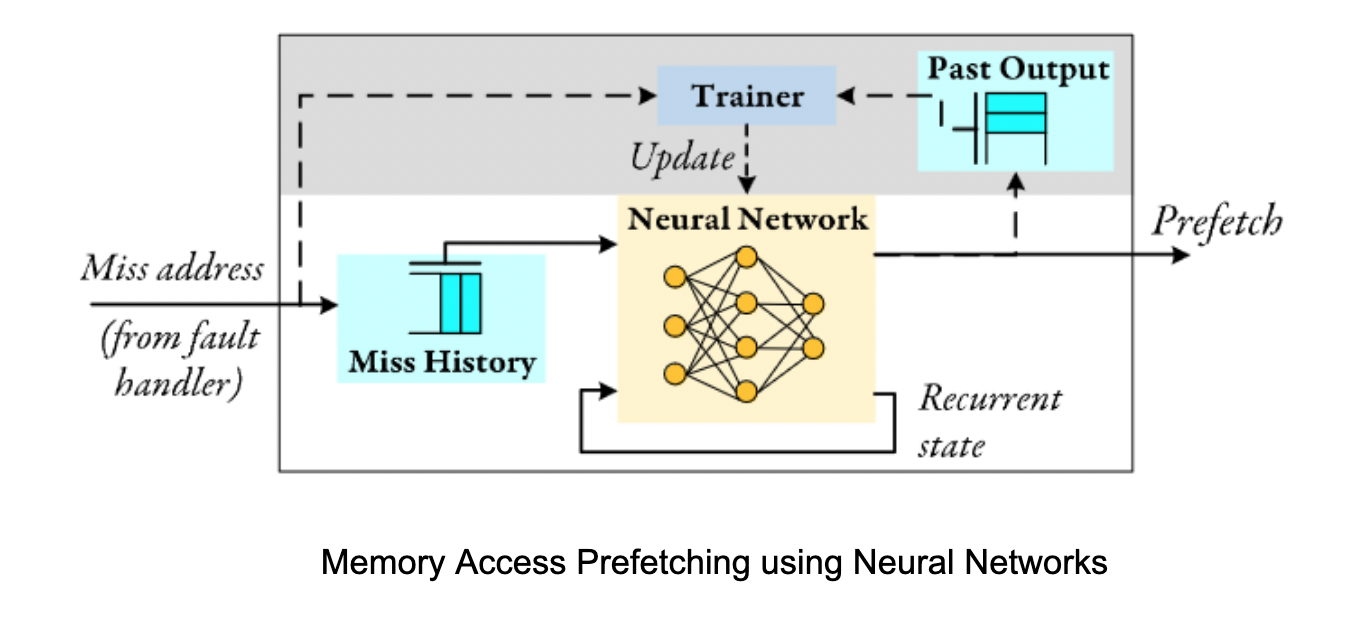 Past Output
Trainer
Update
Neural Network
Prefetch
Miss address
(from fault
handler)
Miss History
Recurrent
state
Memory Access Prefetching using Neural Networks